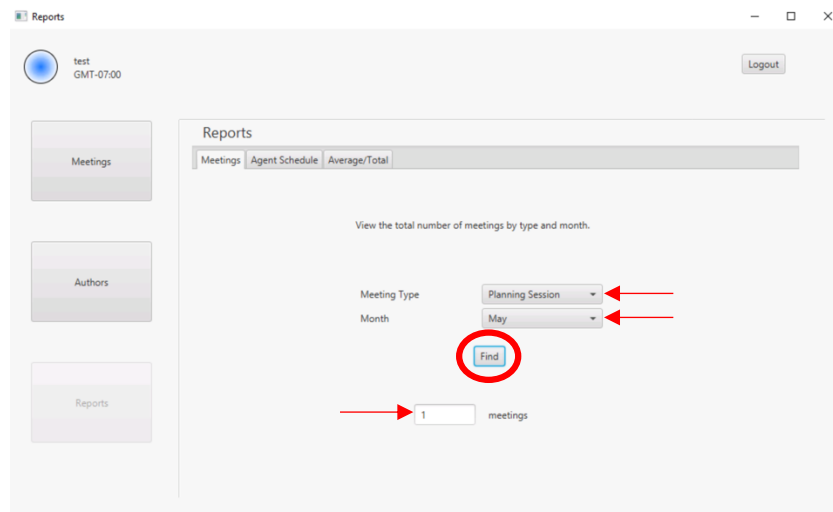 Reports
test
GMT-07:00
Logout
Meetings
Authors
Reports
Reports
Meetings Agent Schedule Average/Total
View the total number of meetings by type and month.
Meeting Type Planning Session
Month May
Find
1 meetings